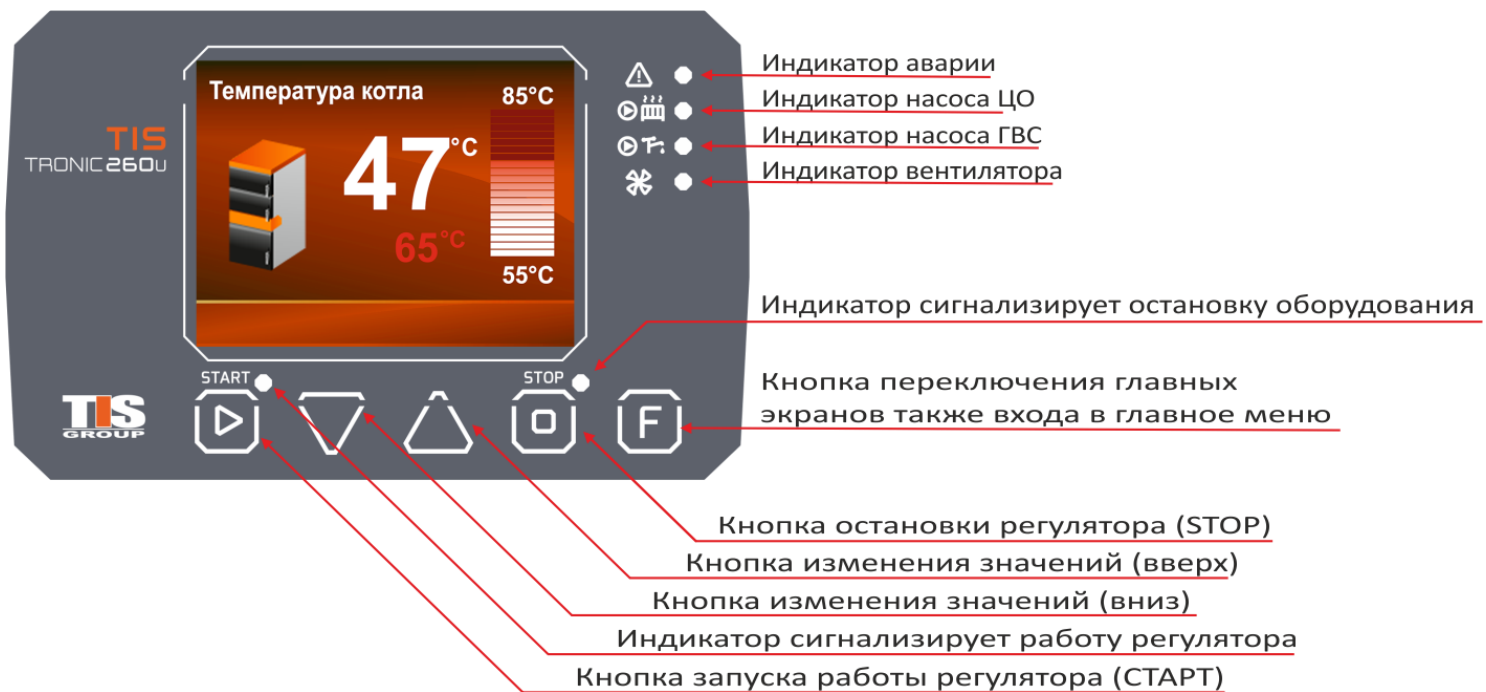 Температура котла
85°C
47°C
65°C
55°C
TIS
TRONIC 260U
START
STOP
F
TIS
GROUP
Индикатор аварии
Индикатор насоса ЦО
Индикатор насоса ГВС
Индикатор вентилятора
Индикатор сигнализирует остановку оборудования
Кнопка переключения главных
экранов также входа в главное меню
Кнопка остановки регулятора (STOP)
Кнопка изменения значений (вверх)
Кнопка изменения значений (вниз)
Индикатор сигнализирует работу регулятора
Кнопка запуска работы регулятора (СТАРТ)